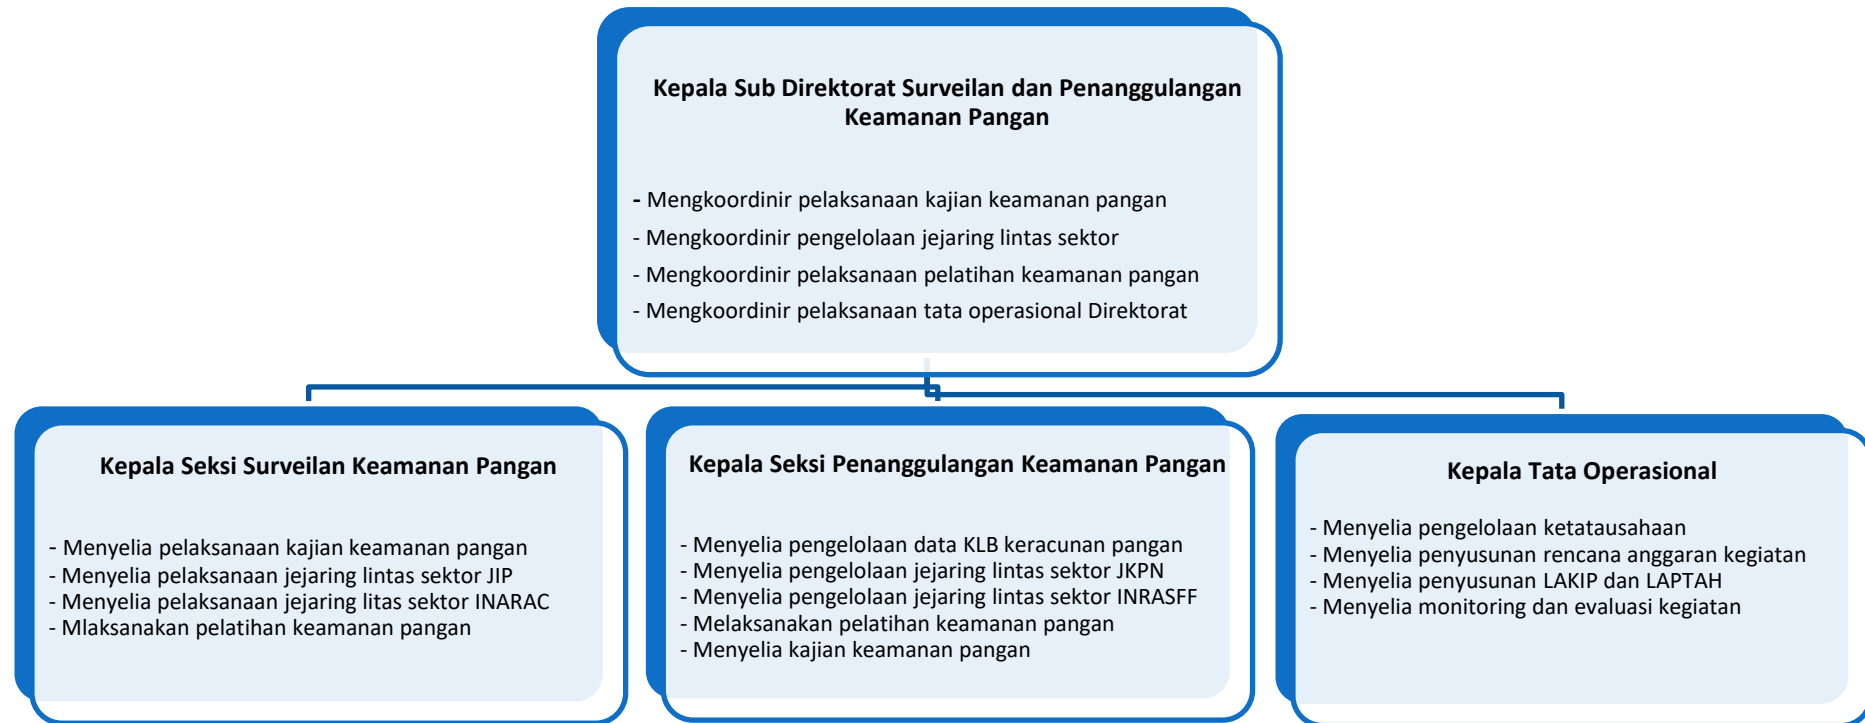 Kepala Sub Direktorat Surveilan dan Penanggulangan
Keamanan Pangan
- Mengkoordinir pelaksanaan kajian keamanan pangan
- Mengkoordinir pengelolaan jejaring lintas sektor
- Mengkoordinir pelaksanaan pelatihan keamanan pangan
- Mengkoordinir pelaksanaan tata operasional Direktorat
Kepala Seksi Surveilan Keamanan Pangan
- Menyelia pelaksanaan kajian keamanan pangan
- Menyelia pelaksanaan jejaring lintas sektor JIP
- Menyelia pelaksanaan jejaring litas sektor INARAC
- Mlaksanakan pelatihan keamanan pangan
Kepala Seksi Penanggulangan Keamanan Pangan
- Menyelia pengelolaan data KLB keracunan pangan
- Menyelia pengelolaan jejaring lintas sektor JKPN
- Menyelia pengelolaan jejaring lintas sektor INRASFF
- Melaksanakan pelatihan keamanan pangan
- Menyelia kajian keamanan pangan
Kepala Tata Operasional
- Menyelia pengelolaan ketatausahaan
- Menyelia penyusunan rencana anggaran kegiatan
- Menyelia penyusunan LAKIP dan LAPTAH
- Menyelia monitoring dan evaluasi kegiatan